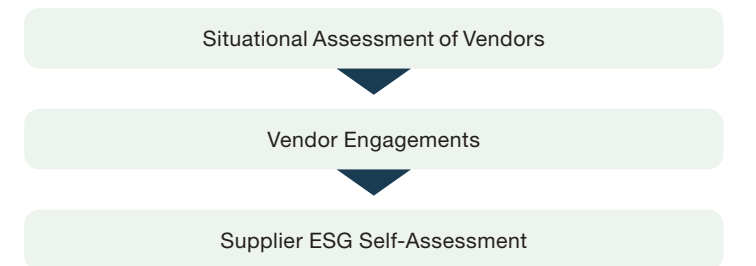 Situational Assessment of Vendors
Vendor Engagements
Supplier ESG Self-Assessment